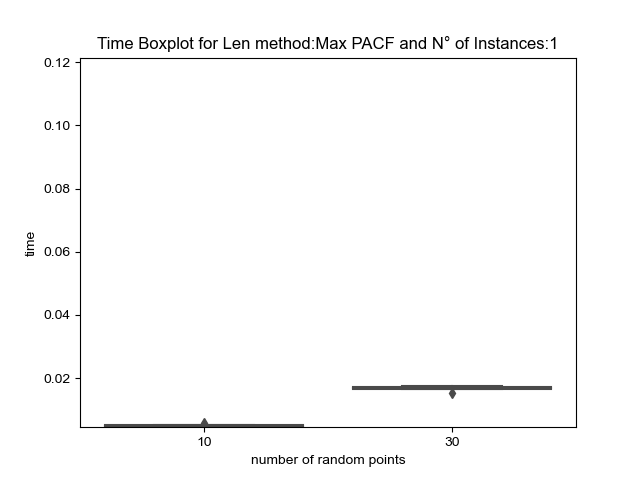 Time Boxplot for Len method:Max PACF and N° of Instances:1
0.12
0.10
0.08
0.06
0.04
0.02
time
10 30
number of random points